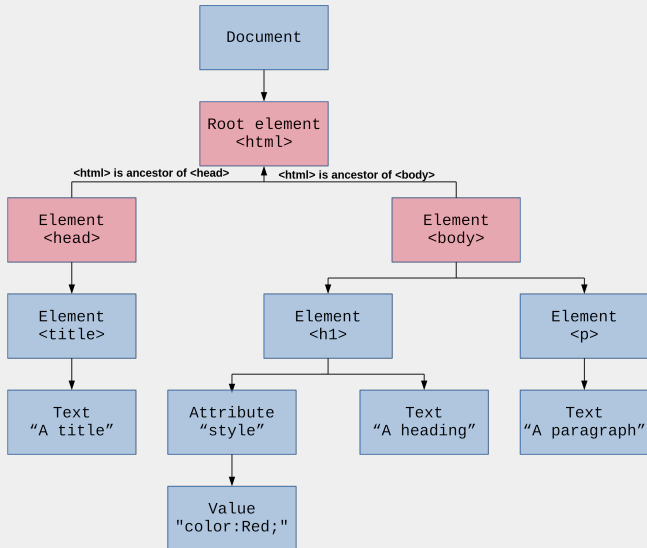 Document
Root element
<html>
<html> is ancestor of <head>
<html> is ancestor of <body>
Element
<head>
Element
<body>
Element
<title>
Element
<h1>
Element
<p>
Text
“A title”
Attribute
“style”
Text
“A heading”
Text
“A paragraph”
Value
"color:Red;"